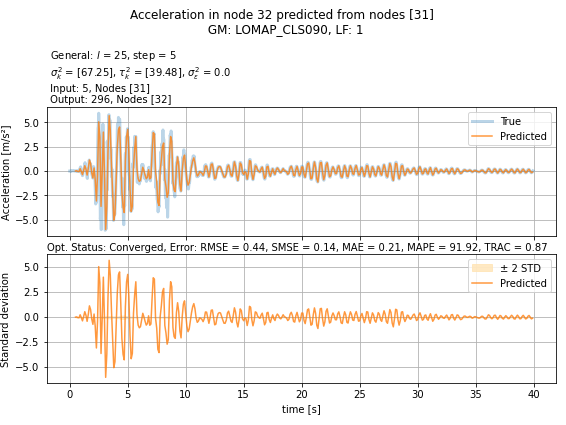 Acceleration in node 32 predicted from nodes [31]
GM: LOMAP_CLS090, LF: 1
General: l = 25, step = 5
σ²ₖ = [67.25], τ²ₖ = [39.48], σ²ε = 0.0
Input: 5, Nodes [31]
Output: 296, Nodes [32]
Acceleration [m/s²]
5.0
2.5
0.0
−2.5
−5.0
True
Predicted
Opt. Status: Converged, Error: RMSE = 0.44, SMSE = 0.14, MAE = 0.21, MAPE = 91.92, TRAC = 0.87
Standard deviation
5.0
2.5
0.0
−2.5
−5.0
± 2 STD
Predicted
0 5 10 15 20 25 30 35 40
time [s]